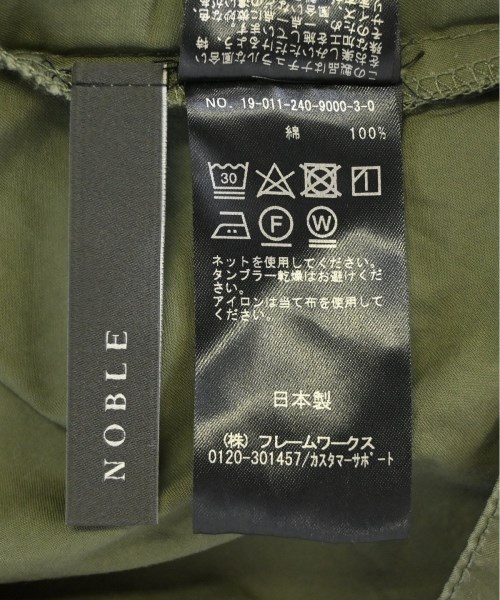 NO. 19-011-240-9000-3-0
綿 100%
30
F W
ネットを使用してください。
タンブラー乾燥はお避けくだ
さい。
アイロンは当て布を使用して
ください。
日本製
(株) フレームワークス
0120-301457/カスタマーサポート
NOBLE